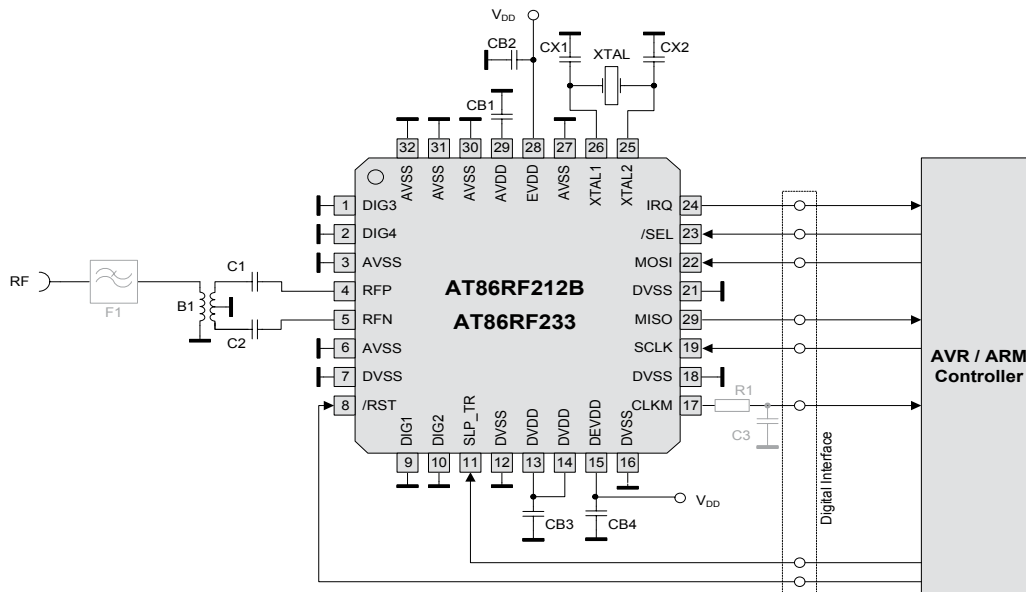 VDD
CB2
CX1
XTAL
CX2
CB1
32 31 30 29 28 27 26 25
AVSS AVSS AVSS AVDD EVDD AVSS XTAL1 XTAL2
1 DIG3
2 DIG4
3 AVSS
4 RFP
5 RFN
6 AVSS
7 DVSS
8 /RST
RF
F1
B1
C1
C2
AT86RF212B
AT86RF233
IRQ 24
/SEL 23
MOSI 22
DVSS 21
MISO 29
SCLK 19
DVSS 18
CLKM 17
R1
C3
DIG1 DIG2 SLP_TR DVSS DVDD DVDD DEVDD DVSS
9 10 11 12 13 14 15 16
CB3
CB4
VDD
Digital Interface
AVR / ARM
Controller